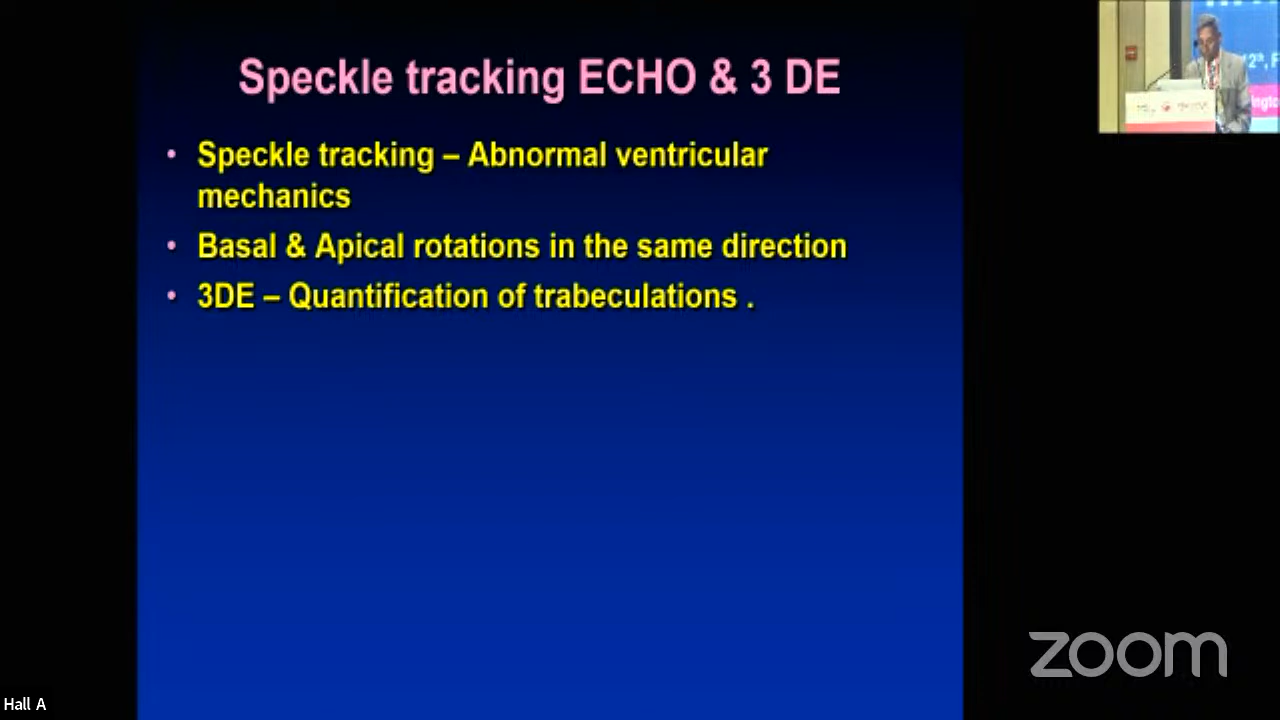 Speckle tracking ECHO & 3 DE
• Speckle tracking – Abnormal ventricular
mechanics
• Basal & Apical rotations in the same direction
• 3DE – Quantification of trabeculations .
zoom
Hall A